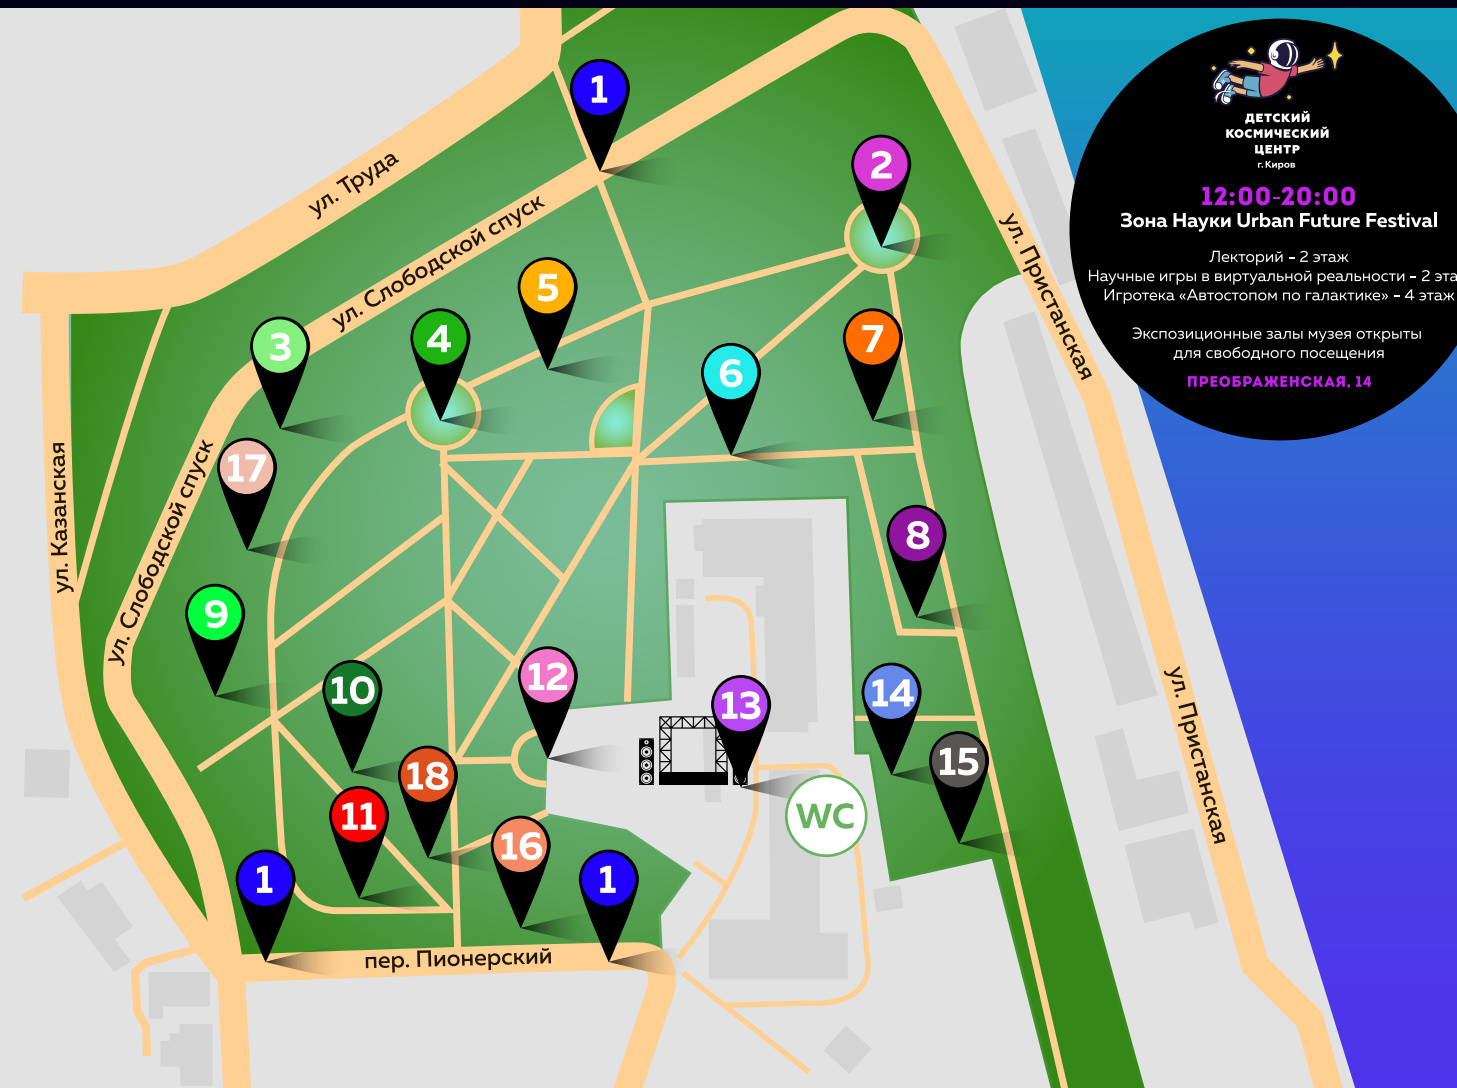 ДЕТСКИЙ
КОСМИЧЕСКИЙ
ЦЕНТР
г. Киров
12:00-20:00
Зона Науки Urban Future Festival
Лекторий - 2 этаж
Научные игры в виртуальной реальности - 2 эта
Игротека «Автостопом по галактике» - 4 этаж
Экспозиционные залы музея открыты
для свободного посещения
ПРЕОБРАЖЕНСКАЯ, 14
1
2
ул. Труда
ул. Слободской спуск
ул. Пристанская
5
3
4
7
6
17
ул. Казанская
ул. Слободской спуск
8
9
10
12
13
14
ул. Пристанская
15
18
11
16
WC
1
1
пер. Пионерский